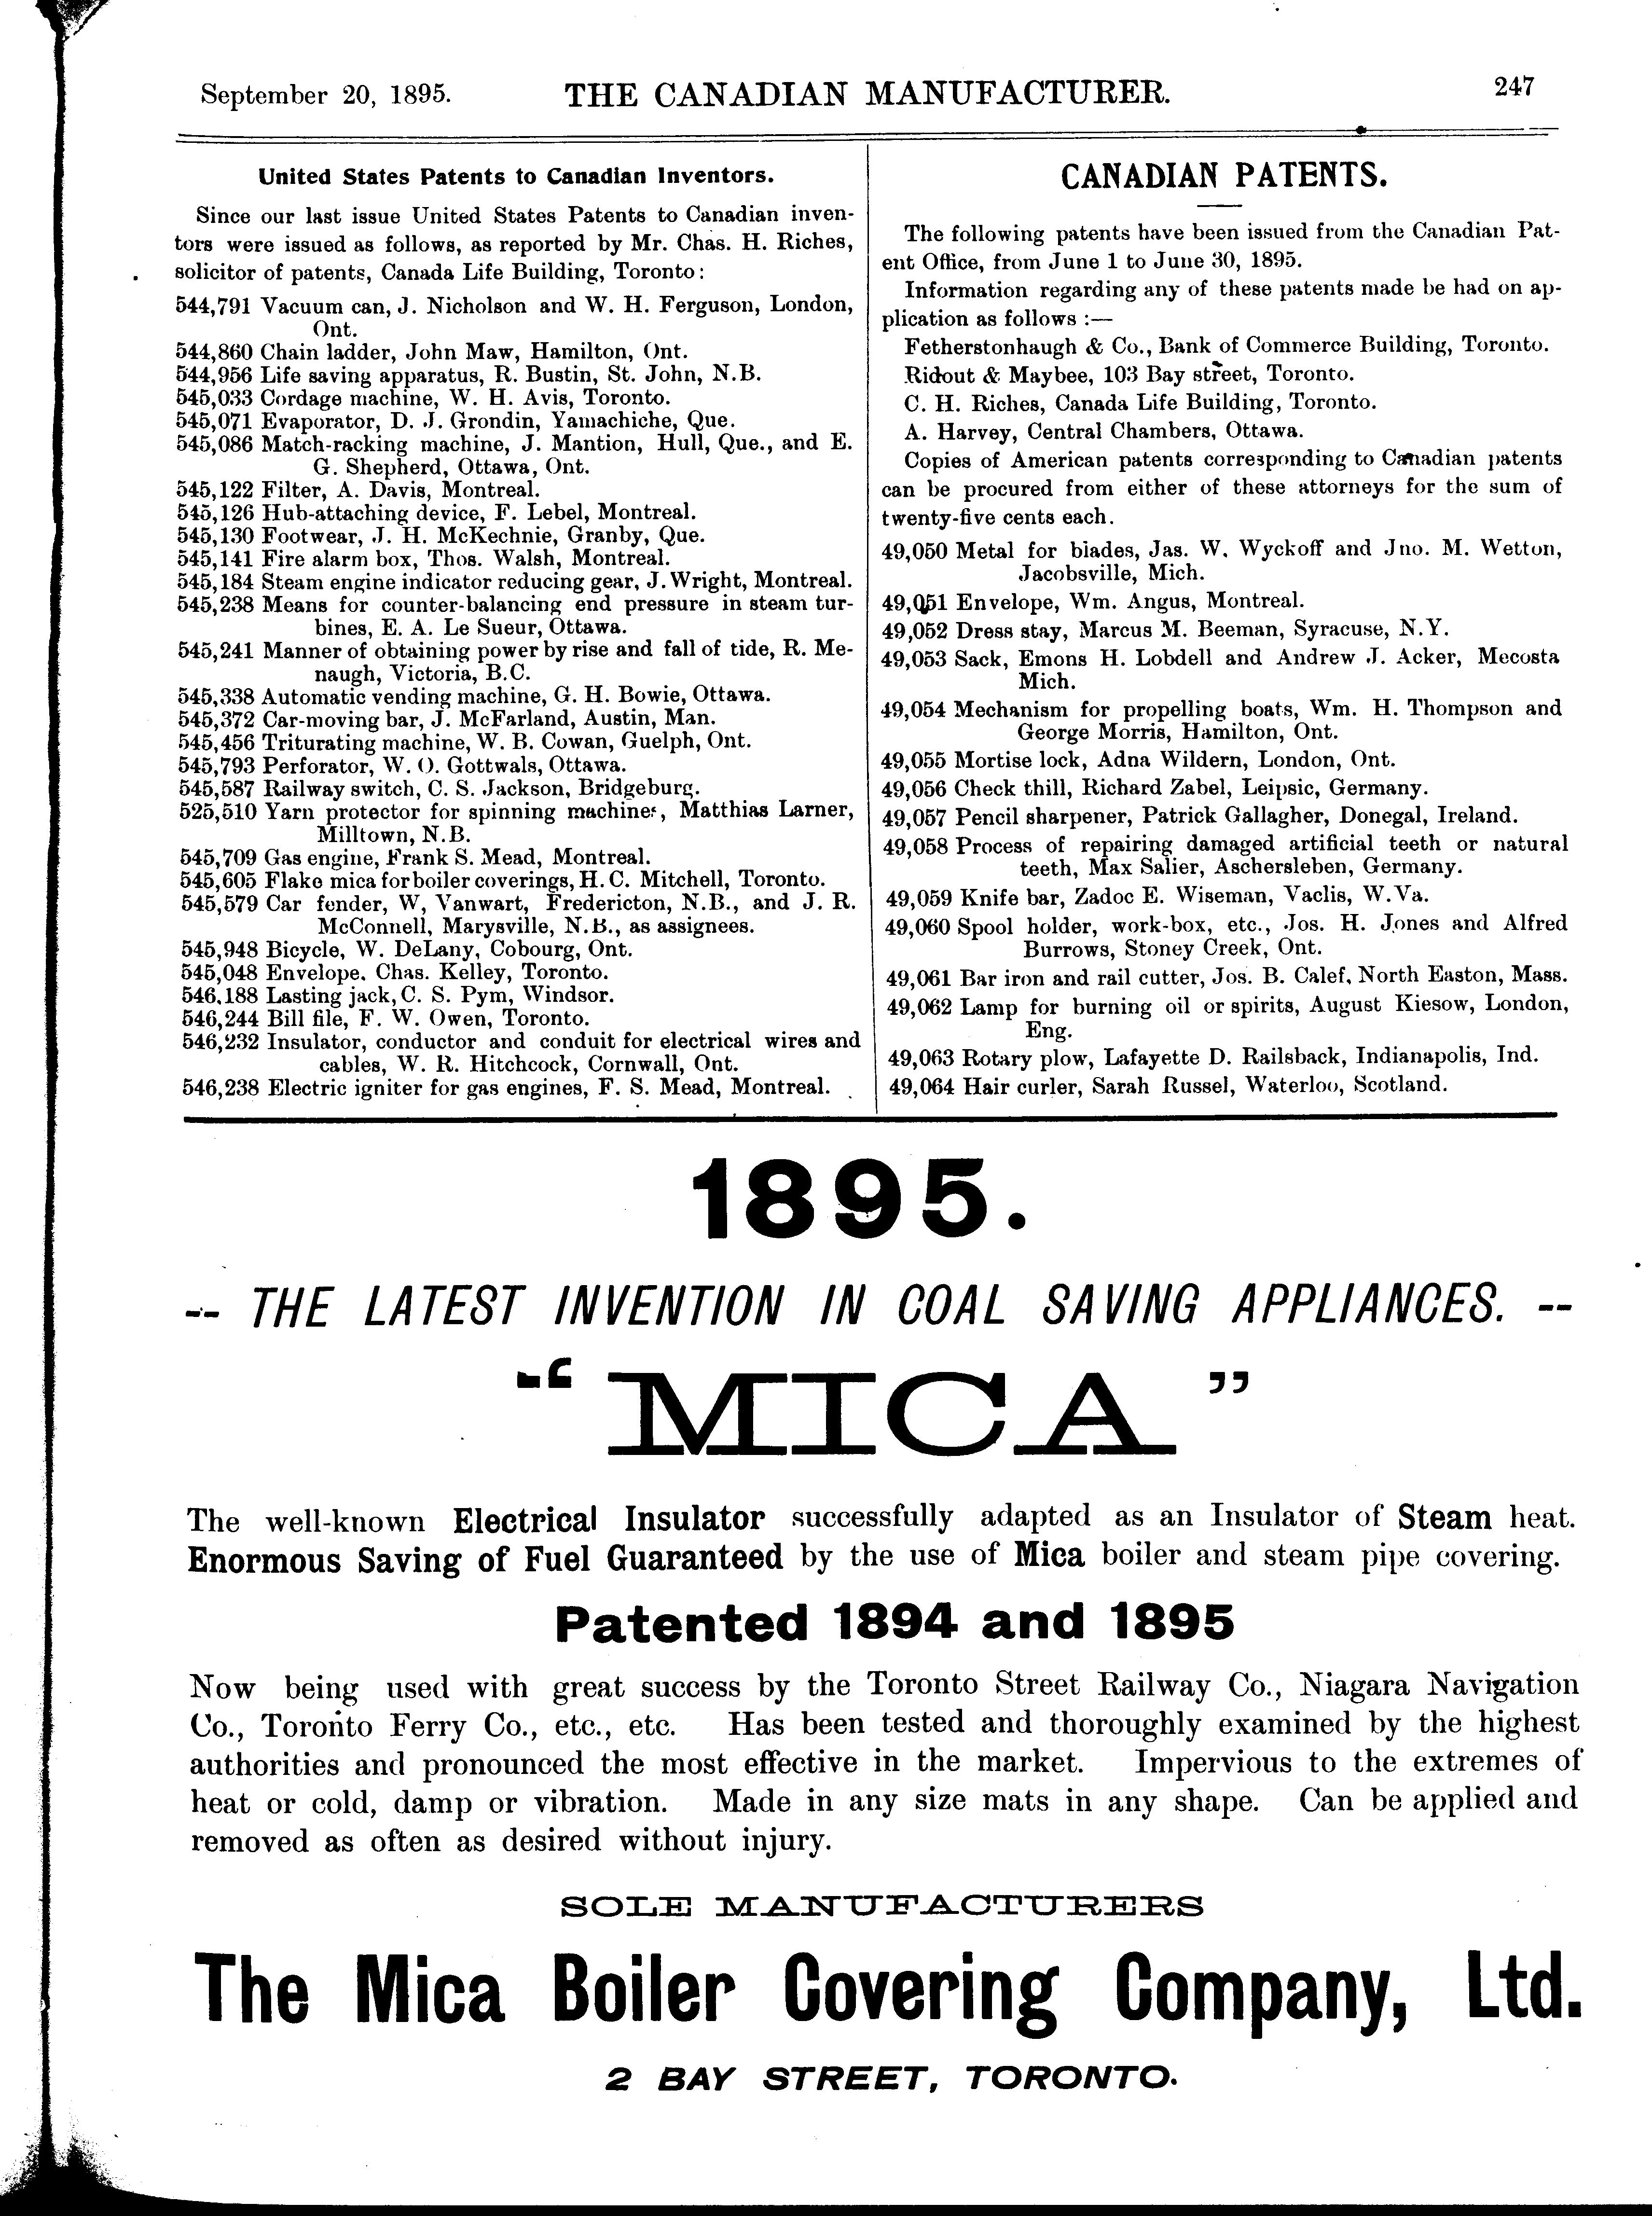 September 20, 1895.
THE CANADIAN MANUFACTURER.
247
United States Patents to Canadian Inventors.
Since our last issue United States Patents to Canadian inven-
tors were issued as follows, as reported by Mr. Chas. H. Riches,
solicitor of patents, Canada Life Building, Toronto:
544,791 Vacuum can, J. Nicholson and W. H. Ferguson, London,
Ont.
544,860 Chain ladder, John Maw, Hamilton, Ont.
544,956 Life saving apparatus, R. Bustin, St. John, N.B.
545,033 Cordage machine, W. H. Avis, Toronto.
545,071 Evaporator, D. J. Grondin, Yamachiche, Que.
545,086 Match-racking machine, J. Mantion, Hull, Que., and E.
G. Shepherd, Ottawa, Ont.
545,122 Filter, A. Davis, Montreal.
545,126 Hub-attaching device, F. Lebel, Montreal.
545,130 Footwear, J. H. McKechnie, Granby, Que.
545,141 Fire alarm box, Thos. Walsh, Montreal.
545,184 Steam engine indicator reducing gear, J. Wright, Montreal.
545,238 Means for counter-balancing end pressure in steam tur-
bines, E. A. Le Sueur, Ottawa.
545,241 Manner of obtaining power by rise and fall of tide, R. Me-
naugh, Victoria, B.C.
545,338 Automatic vending machine, G. H. Bowie, Ottawa.
545,372 Car-moving bar, J. McFarland, Austin, Man.
545,456 Triturating machine, W. B. Cowan, Guelph, Ont.
545,793 Perforator, W. O. Gottwals, Ottawa.
545,587 Railway switch, C. S. Jackson, Bridgeburg.
525,510 Yarn protector for spinning machines, Matthias Larner,
Milltown, N.B.
545,709 Gas engine, Frank S. Mead, Montreal.
545,605 Flake mica for boiler coverings, H. C. Mitchell, Toronto.
545,579 Car fender, W, Vanwart, Fredericton, N.B., and J. R.
McConnell, Marysville, N.B., as assignees.
545,948 Bicycle, W. DeLany, Cobourg, Ont.
545,048 Envelope. Chas. Kelley, Toronto.
546,188 Lasting jack, C. S. Pym, Windsor.
546,244 Bill file, F. W. Owen, Toronto.
546,232 Insulator, conductor and conduit for electrical wires and
cables, W. R. Hitchcock, Cornwall, Ont.
546,238 Electric igniter for gas engines, F. S. Mead, Montreal.
CANADIAN PATENTS.
The following patents have been issued from the Canadian Pat-
ent Office, from June 1 to June 30, 1895.
Information regarding any of these patents made be had on ap-
plication as follows :—
Fetherstonhaugh & Co., Bank of Commerce Building, Toronto.
Ridout & Maybee, 103 Bay street, Toronto.
C. H. Riches, Canada Life Building, Toronto.
A. Harvey, Central Chambers, Ottawa.
Copies of American patents corresponding to Canadian patents
can be procured from either of these attorneys for the sum of
twenty-five cents each.
49,050 Metal for blades, Jas. W. Wyckoff and Jno. M. Wetton,
Jacobsville, Mich.
49,051 Envelope, Wm. Angus, Montreal.
49,052 Dress stay, Marcus M. Beeman, Syracuse, N.Y.
49,053 Sack, Emons H. Lobdell and Andrew J. Acker, Mecosta
Mich.
49,054 Mechanism for propelling boats, Wm. H. Thompson and
George Morris, Hamilton, Ont.
49,055 Mortise lock, Adna Wildern, London, Ont.
49,056 Check thill, Richard Zabel, Leipsic, Germany.
49,057 Pencil sharpener, Patrick Gallagher, Donegal, Ireland.
49,058 Process of repairing damaged artificial teeth or natural
teeth, Max Salier, Aschersleben, Germany.
49,059 Knife bar, Zadoc E. Wiseman, Vaclis, W.Va.
49,060 Spool holder, work-box, etc., Jos. H. Jones and Alfred
Burrows, Stoney Creek, Ont.
49,061 Bar iron and rail cutter, Jos. B. Calef, North Easton, Mass.
49,062 Lamp for burning oil or spirits, August Kiesow, London,
Eng.
49,063 Rotary plow, Lafayette D. Railsback, Indianapolis, Ind.
49,064 Hair curler, Sarah Russel, Waterloo, Scotland.
1895.
-- THE LATEST INVENTION IN COAL SAVING APPLIANCES. --
"MICA"
The well-known Electrical Insulator successfully adapted as an Insulator of Steam heat.
Enormous Saving of Fuel Guaranteed by the use of Mica boiler and steam pipe covering.
Patented 1894 and 1895
Now being used with great success by the Toronto Street Railway Co., Niagara Navigation
Co., Toronto Ferry Co., etc., etc. Has been tested and thoroughly examined by the highest
authorities and pronounced the most effective in the market. Impervious to the extremes of
heat or cold, damp or vibration. Made in any size mats in any shape. Can be applied and
removed as often as desired without injury.
SOLE MANUFACTURERS
The Mica Boiler Covering Company, Ltd.
2 BAY STREET, TORONTO.